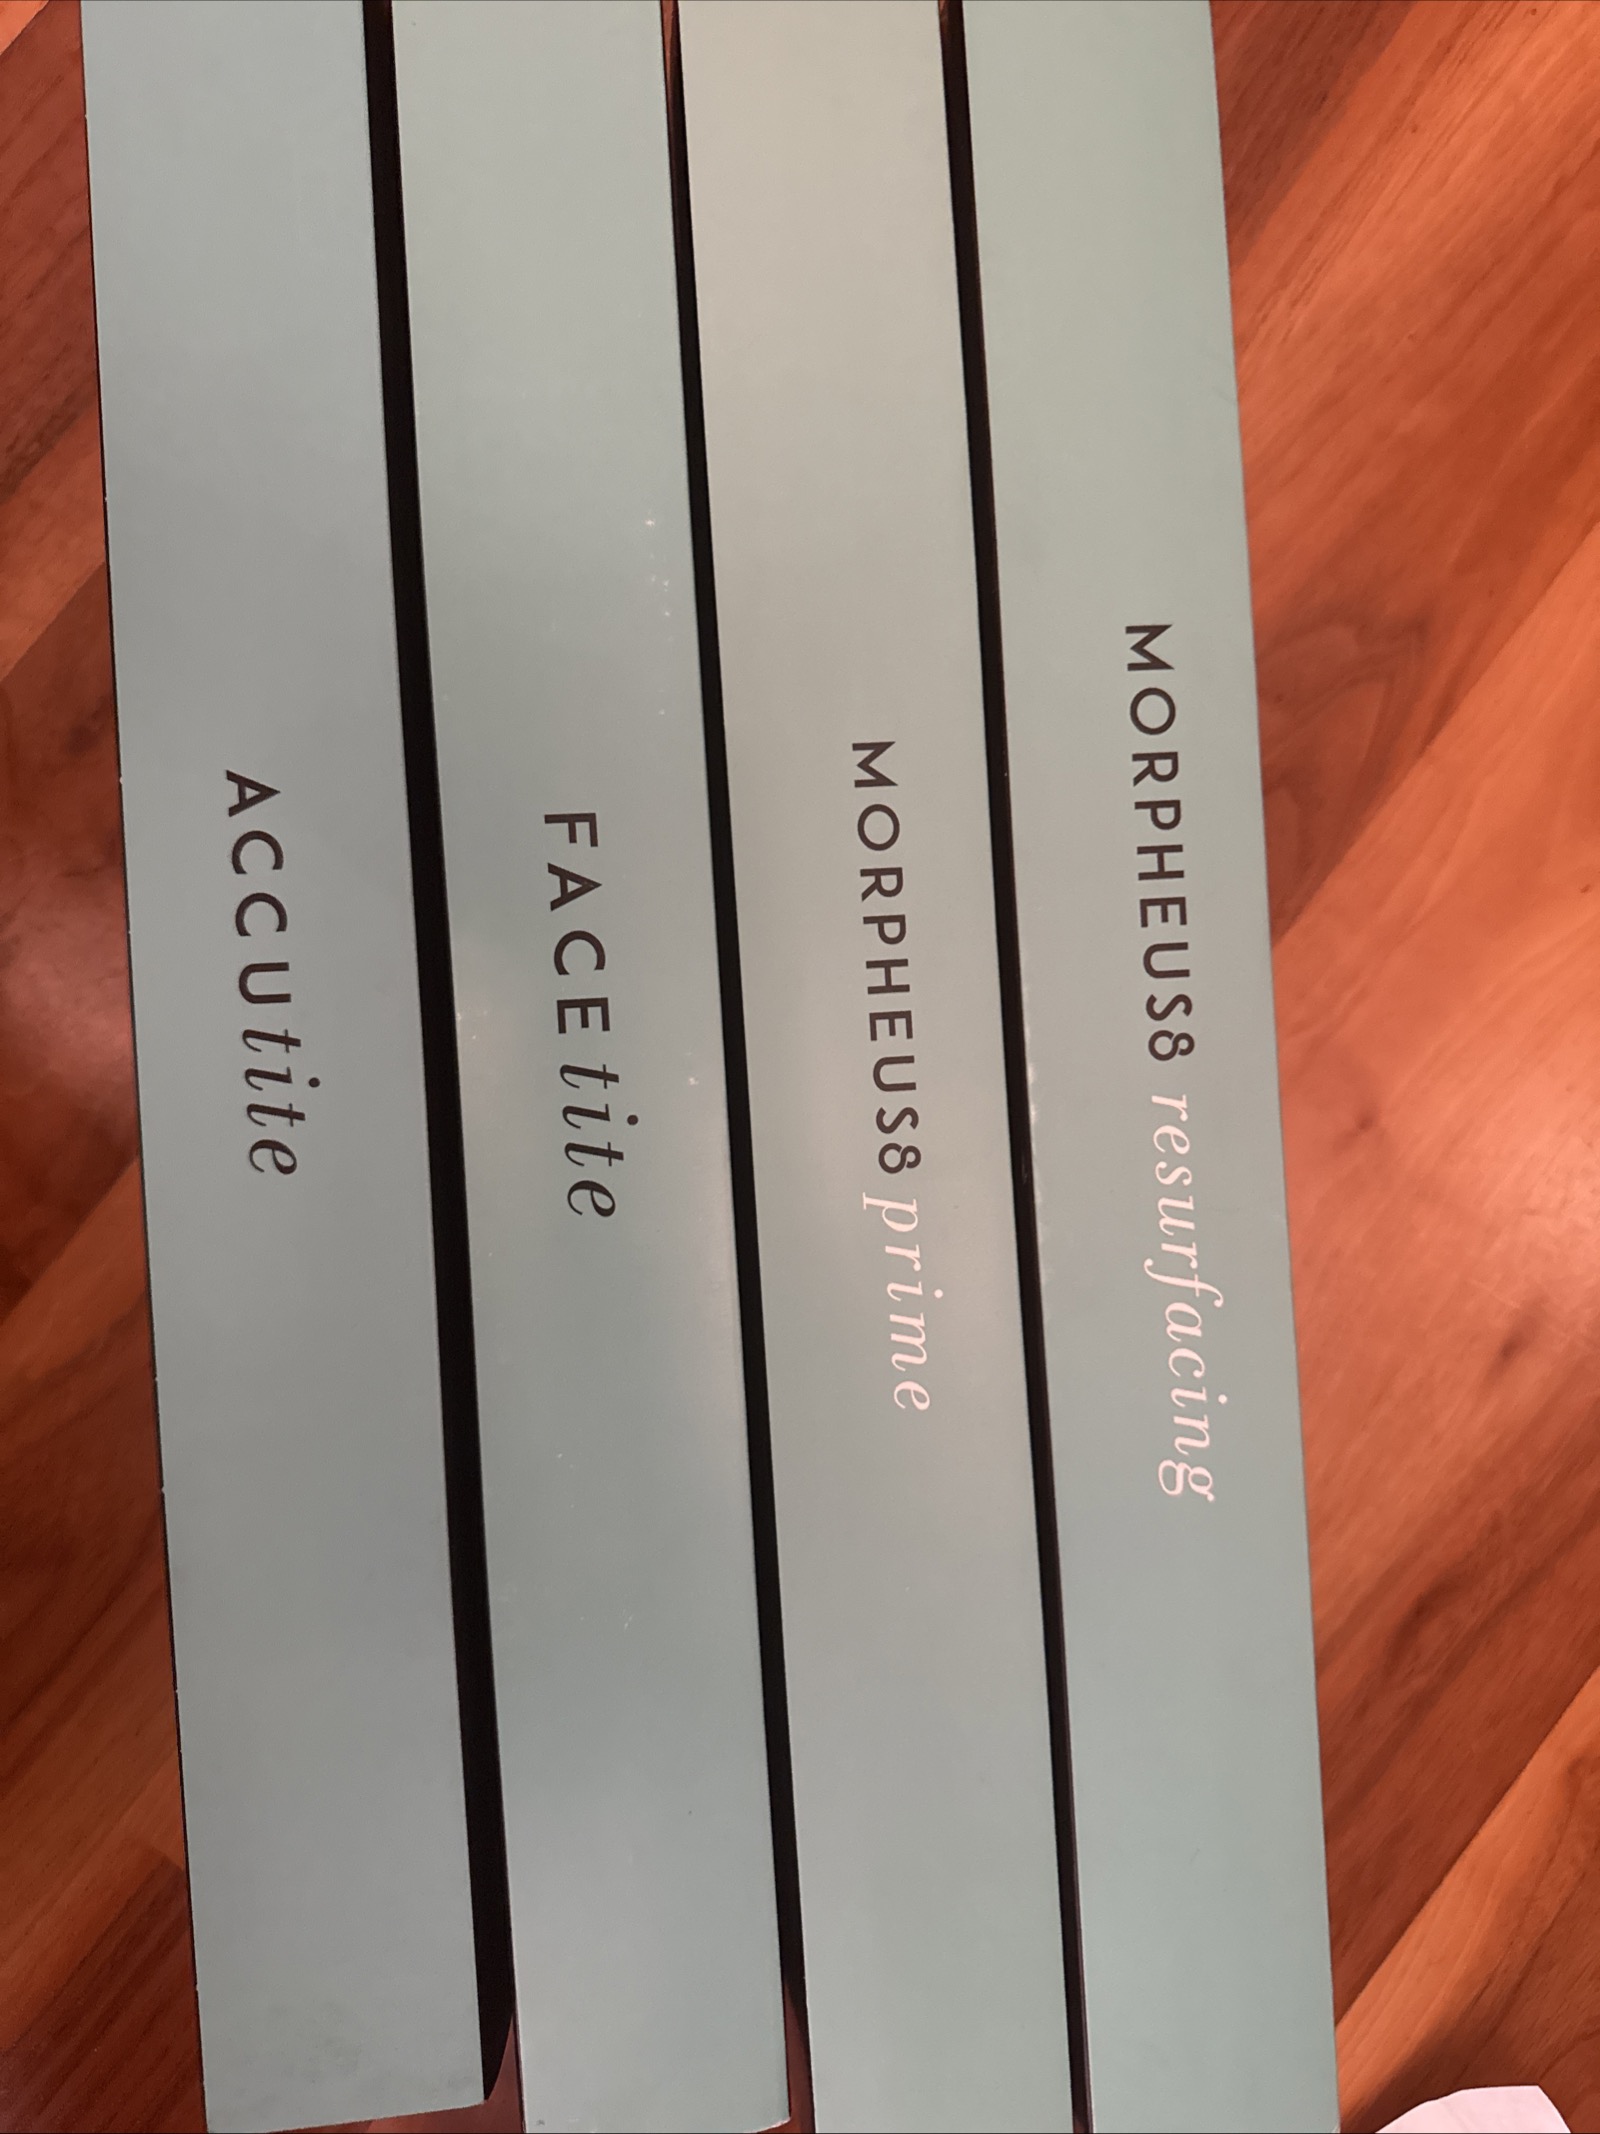 MORPHEUS8 resurfacing
MORPHEUS8 prime
FACEtite
ACCUtite